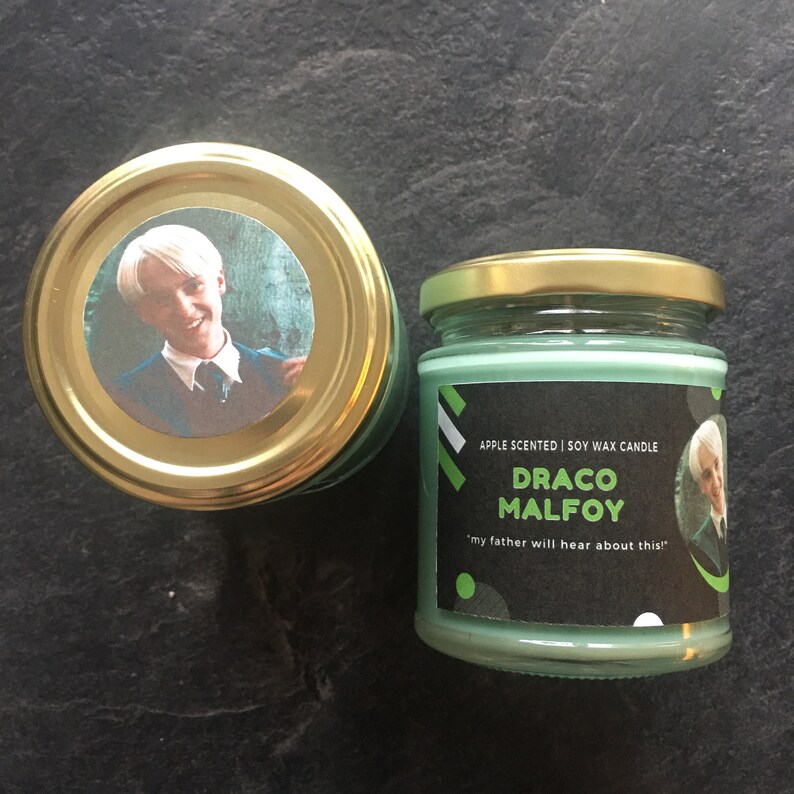 APPLE SCENTED | SOY WAX CANDLE
DRACO
MALFOY
"my father will hear about this!"